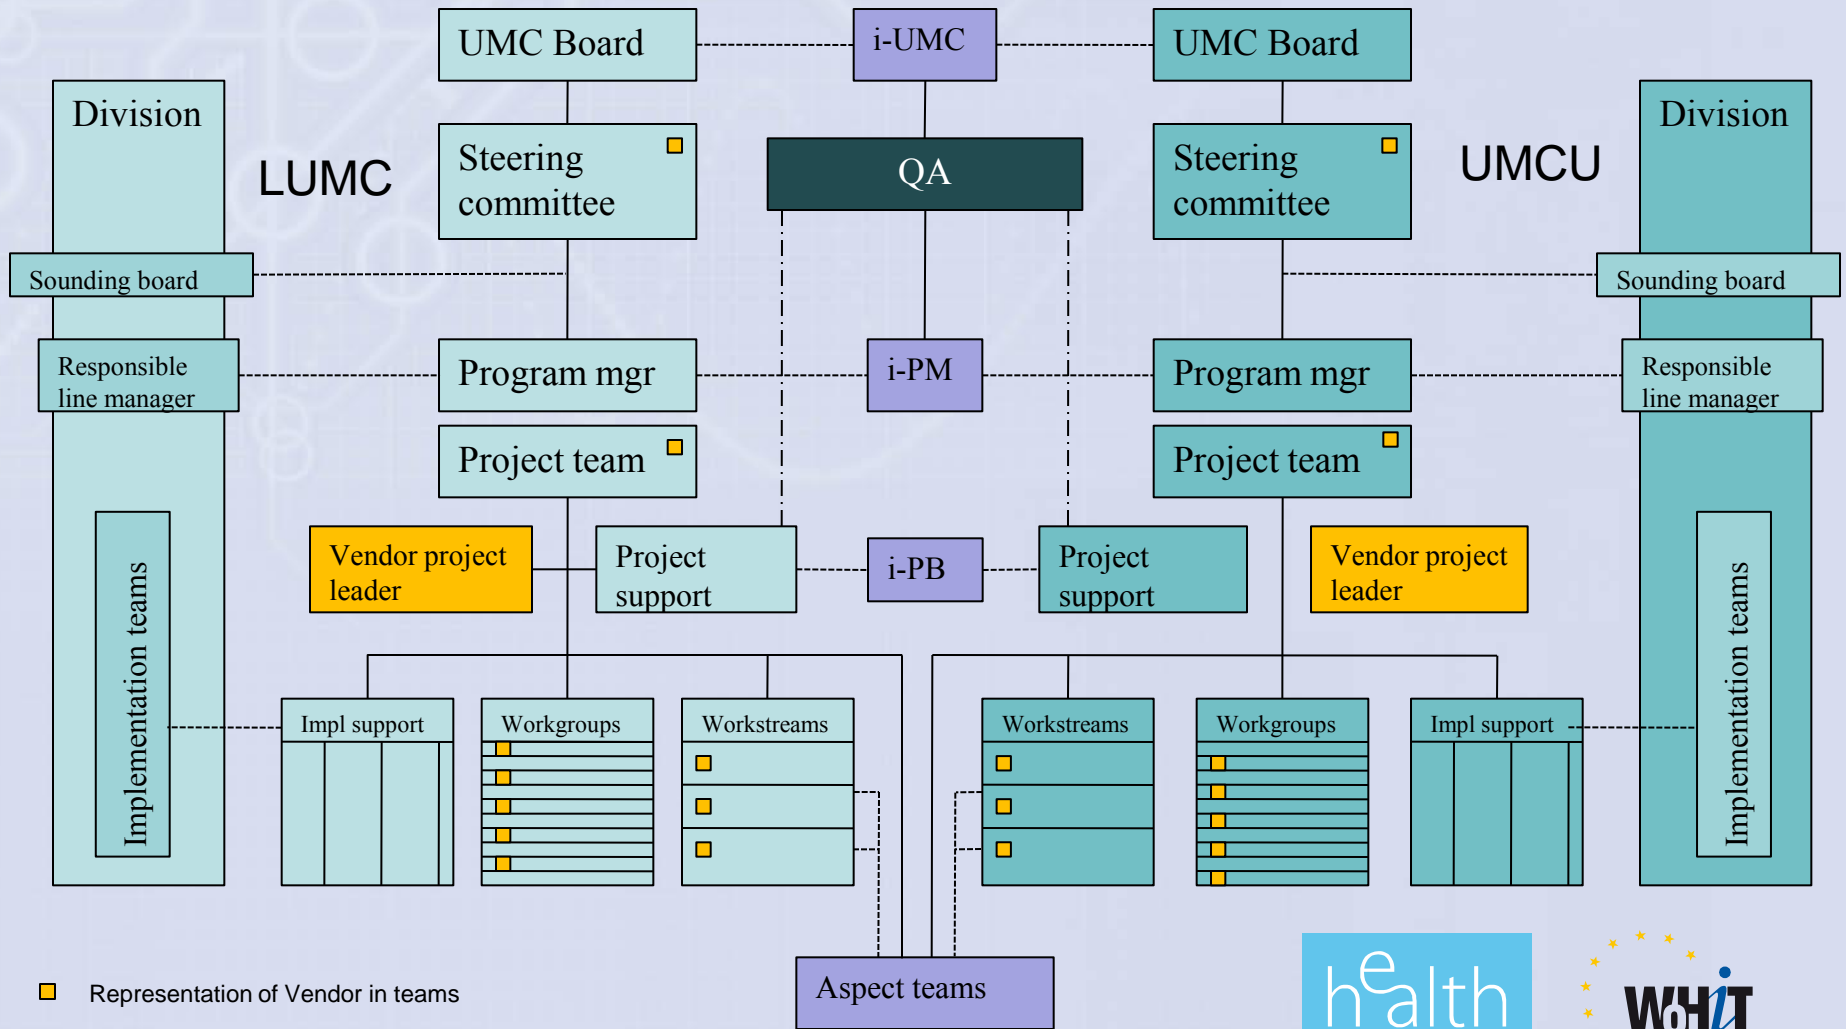 UMC Board
i-UMC
UMC Board
Division
Division
LUMC
Steering
committee
QA
Steering
committee
UMCU
Sounding board
Sounding board
Responsible
line manager
Program mgr
i-PM
Program mgr
Responsible
line manager
Project team
Project team
Vendor project
leader
Project
support
i-PB
Project
support
Vendor project
leader
Implementation teams
Implementation teams
Impl support
Workgroups
Workstreams
Workstreams
Workgroups
Impl support
Aspect teams
Representation of Vendor in teams
health
WoHiT